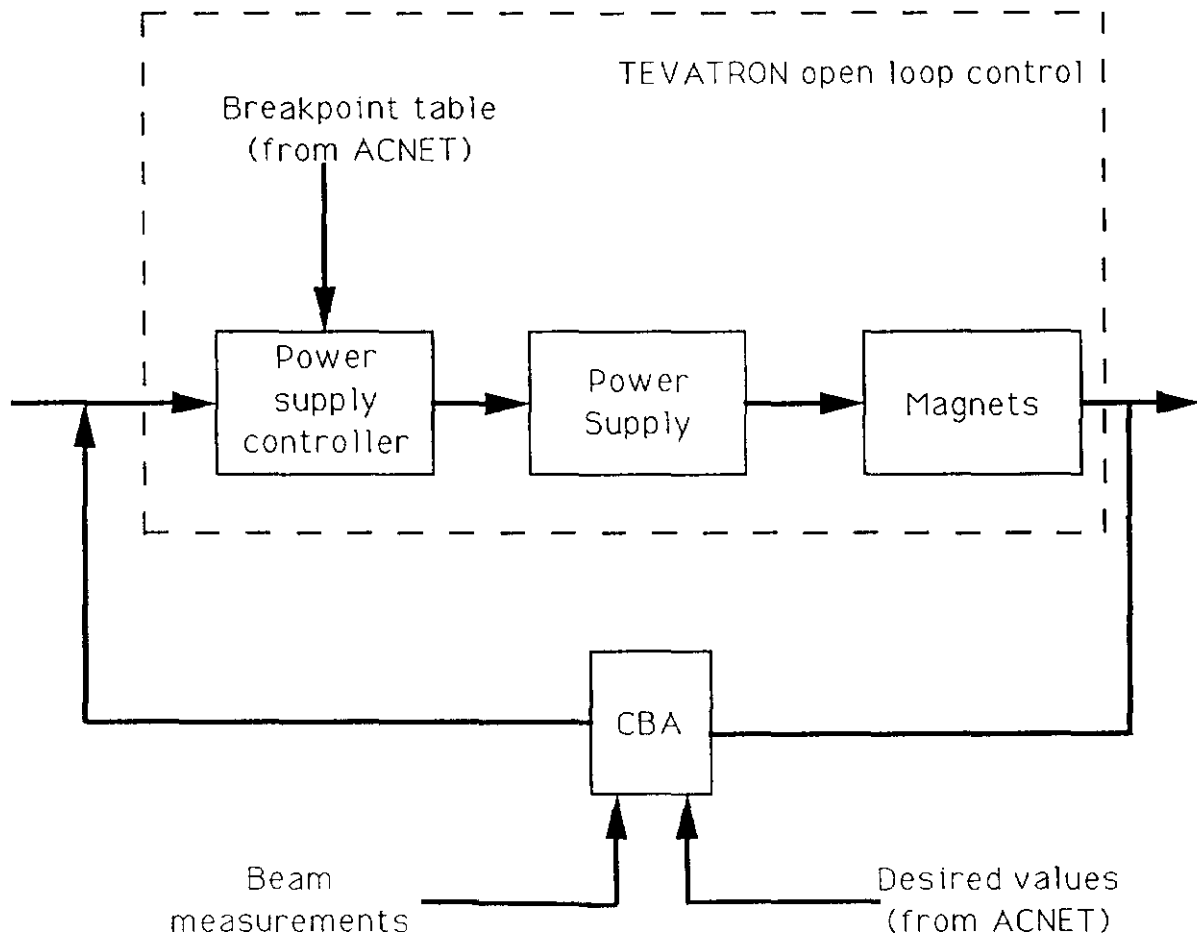 TEVATRON open loop control
Breakpoint table
(from ACNET)
Power
supply
controller
Power
Supply
Magnets
CBA
Beam
measurements
Desired values
(from ACNET)